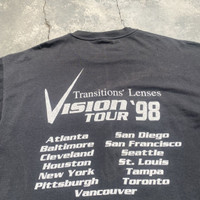 Transitions® Lenses
Vision '98
TOUR
Atlanta San Diego
Baltimore San Francisco
Cleveland Seattle
Houston St. Louis
New York Tampa
Pittsburgh Toronto
Vancouver